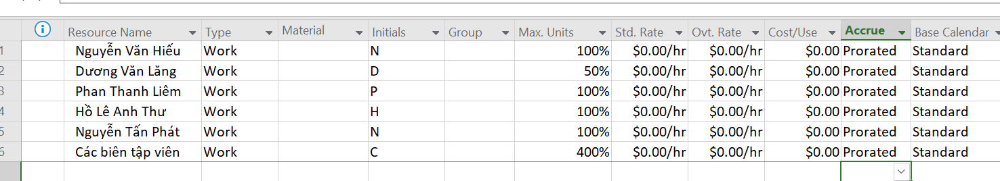 Resource Name Type Material Initials Group Max. Units Std. Rate Ovt. Rate Cost/Use Accrue Base Calendar
1 Nguyễn Văn Hiếu Work N 100% $0.00/hr $0.00/hr $0.00 Prorated Standard
2 Dương Văn Lăng Work D 50% $0.00/hr $0.00/hr $0.00 Prorated Standard
3 Phan Thanh Liêm Work P 100% $0.00/hr $0.00/hr $0.00 Prorated Standard
4 Hồ Lê Anh Thư Work H 100% $0.00/hr $0.00/hr $0.00 Prorated Standard
5 Nguyễn Tấn Phát Work N 100% $0.00/hr $0.00/hr $0.00 Prorated Standard
6 Các biên tập viên Work C 400% $0.00/hr $0.00/hr $0.00 Prorated Standard